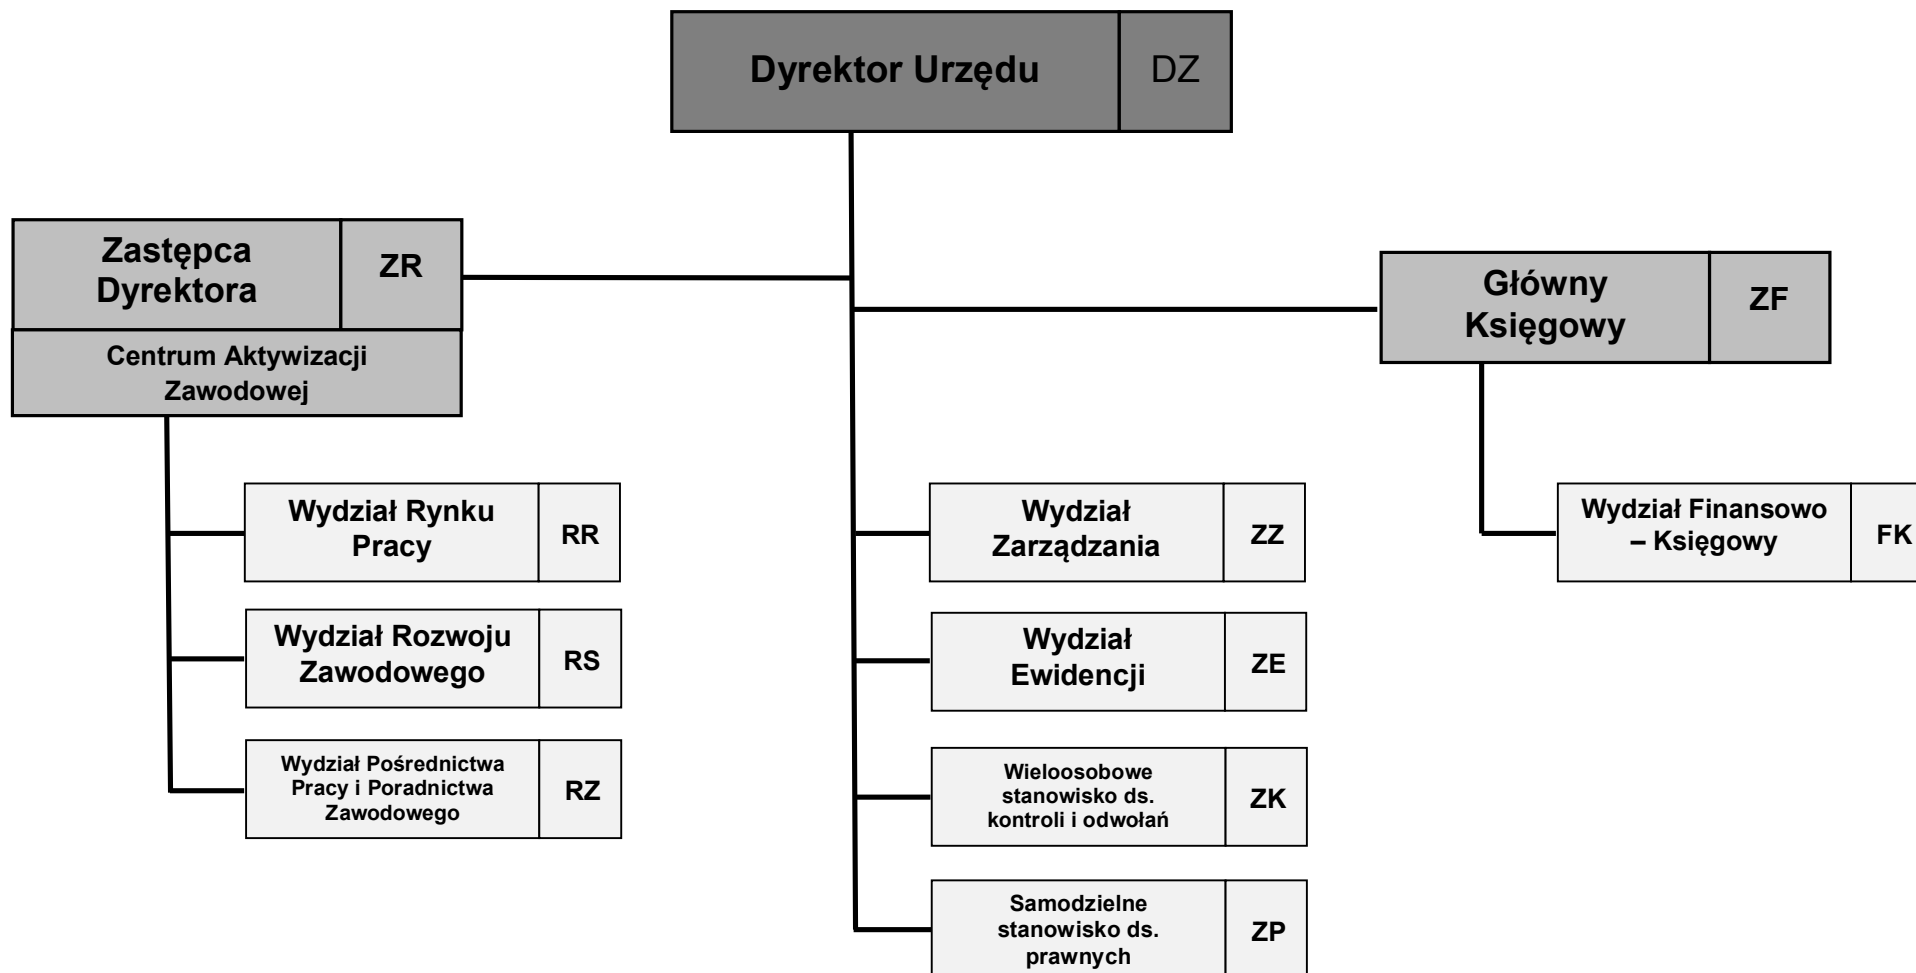 Dyrektor Urzędu
DZ
Zastępca
Dyrektora
ZR
Centrum Aktywizacji
Zawodowej
Główny
Księgowy
ZF
Wydział Rynku
Pracy
RR
Wydział Rozwoju
Zawodowego
RS
Wydział Pośrednictwa
Pracy i Poradnictwa
Zawodowego
RZ
Wydział
Zarządzania
ZZ
Wydział
Ewidencji
ZE
Wieloosobowe
stanowisko ds.
kontroli i odwołań
ZK
Samodzielne
stanowisko ds.
prawnych
ZP
Wydział Finansowo
– Księgowy
FK